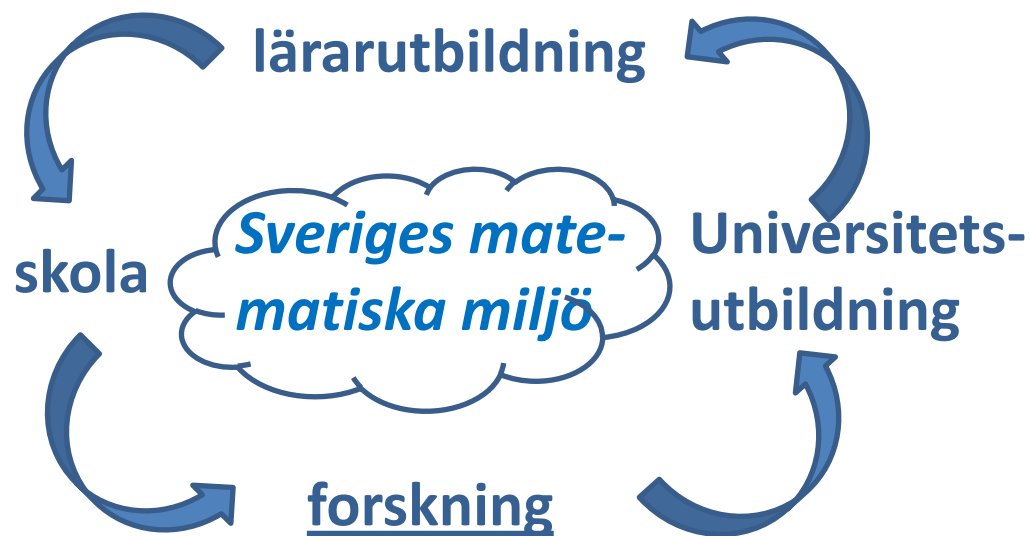 lärarutbildning
skola
Sveriges mate-
matiska miljö
Universitets-
utbildning
forskning